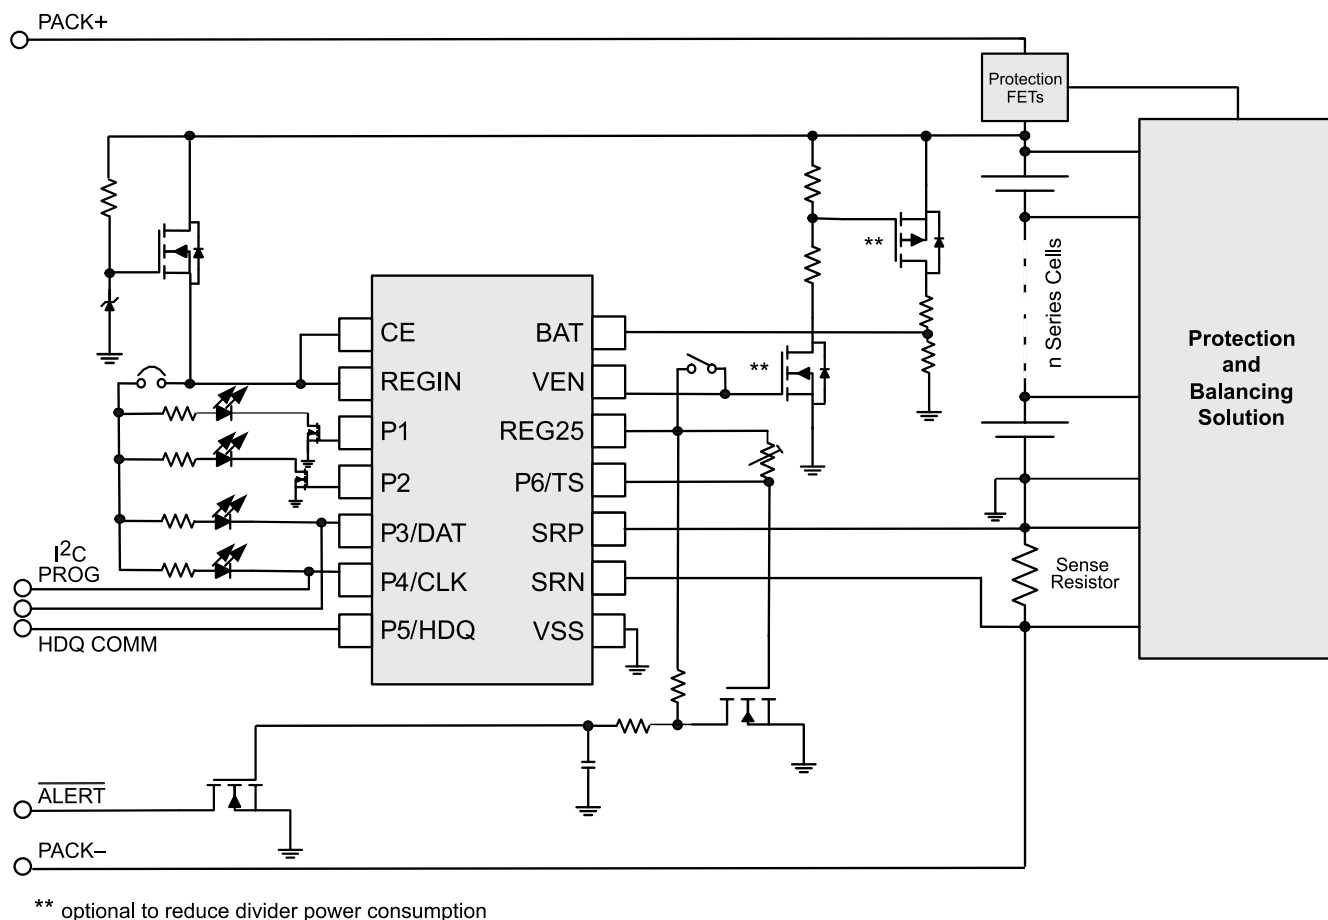 PACK+
Protection
FETs
**
n Series Cells
Protection
and
Balancing
Solution
CE
BAT
**
REGIN
VEN
P1
REG25
P2
P6/TS
P3/DAT
SRP
I²C
PROG
P4/CLK
SRN
Sense
Resistor
P5/HDQ
VSS
HDQ COMM
ALERT
PACK–
** optional to reduce divider power consumption